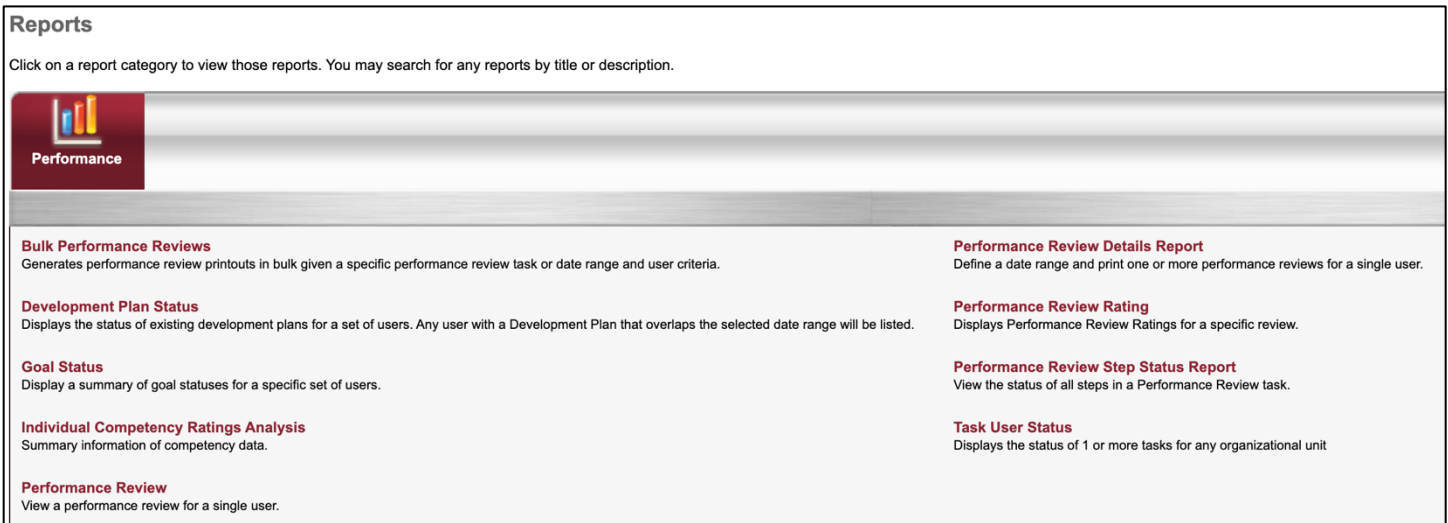 Reports
Click on a report category to view those reports. You may search for any reports by title or description.
Performance
Bulk Performance Reviews
Generates performance review printouts in bulk given a specific performance review task or date range and user criteria.
Development Plan Status
Displays the status of existing development plans for a set of users. Any user with a Development Plan that overlaps the selected date range will be listed.
Goal Status
Display a summary of goal statuses for a specific set of users.
Individual Competency Ratings Analysis
Summary information of competency data.
Performance Review
View a performance review for a single user.
Performance Review Details Report
Define a date range and print one or more performance reviews for a single user.
Performance Review Rating
Displays Performance Review Ratings for a specific review.
Performance Review Step Status Report
View the status of all steps in a Performance Review task.
Task User Status
Displays the status of 1 or more tasks for any organizational unit